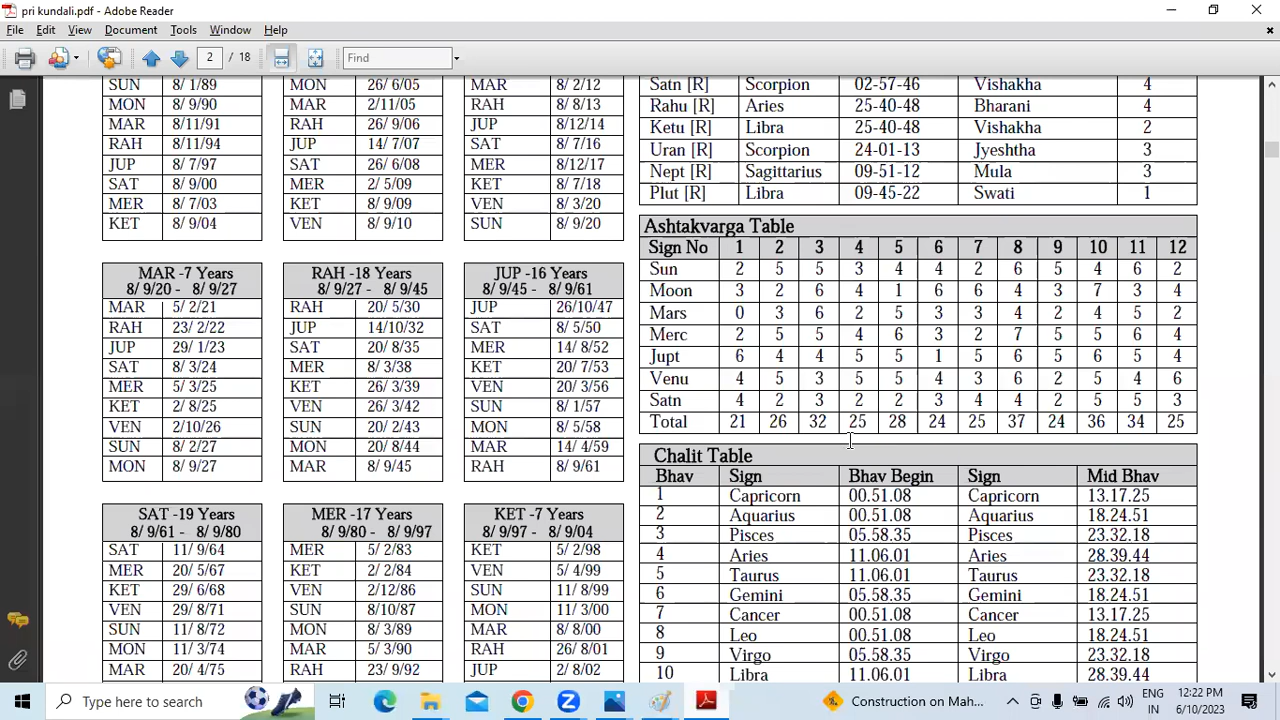 pri kundali.pdf - Adobe Reader
File Edit View Document Tools Window Help
2 / 18 Find
SUN 8/ 1/89
MON 8/ 9/90
MAR 8/11/91
RAH 8/11/94
JUP 8/ 7/97
SAT 8/ 9/00
MER 8/ 7/03
KET 8/ 9/04
MON 26/ 6/05
MAR 2/11/05
RAH 26/ 9/06
JUP 14/ 7/07
SAT 26/ 6/08
MER 2/ 5/09
KET 8/ 9/09
VEN 8/ 9/10
MAR 8/ 2/12
RAH 8/ 8/13
JUP 8/12/14
SAT 8/ 7/16
MER 8/12/17
KET 8/ 7/18
VEN 8/ 3/20
SUN 8/ 9/20
MAR -7 Years
8/ 9/20 - 8/ 9/27
MAR 5/ 2/21
RAH 23/ 2/22
JUP 29/ 1/23
SAT 8/ 3/24
MER 5/ 3/25
KET 2/ 8/25
VEN 2/10/26
SUN 8/ 2/27
MON 8/ 9/27
RAH -18 Years
8/ 9/27 - 8/ 9/45
RAH 20/ 5/30
JUP 14/10/32
SAT 20/ 8/35
MER 8/ 3/38
KET 26/ 3/39
VEN 26/ 3/42
SUN 20/ 2/43
MON 20/ 8/44
MAR 8/ 9/45
JUP -16 Years
8/ 9/45 - 8/ 9/61
JUP 26/10/47
SAT 8/ 5/50
MER 14/ 8/52
KET 20/ 7/53
VEN 20/ 3/56
SUN 8/ 1/57
MON 8/ 5/58
MAR 14/ 4/59
RAH 8/ 9/61
SAT -19 Years
8/ 9/61 - 8/ 9/80
SAT 11/ 9/64
MER 20/ 5/67
KET 29/ 6/68
VEN 29/ 8/71
SUN 11/ 8/72
MON 11/ 3/74
MAR 20/ 4/75
MER -17 Years
8/ 9/80 - 8/ 9/97
MER 5/ 2/83
KET 2/ 2/84
VEN 2/12/86
SUN 8/10/87
MON 8/ 3/89
MAR 5/ 3/90
RAH 23/ 9/92
KET -7 Years
8/ 9/97 - 8/ 9/04
KET 5/ 2/98
VEN 5/ 4/99
SUN 11/ 8/99
MON 11/ 3/00
MAR 8/ 8/00
RAH 26/ 8/01
JUP 2/ 8/02
Satn [R] Scorpion 02-57-46 Vishakha 4
Rahu [R] Aries 25-40-48 Bharani 4
Ketu [R] Libra 25-40-48 Vishakha 2
Uran [R] Scorpion 24-01-13 Jyeshtha 3
Nept [R] Sagittarius 09-51-12 Mula 3
Plut [R] Libra 09-45-22 Swati 1
Ashtakvarga Table
Sign No 1 2 3 4 5 6 7 8 9 10 11 12
Sun 2 5 5 3 4 4 2 6 5 4 6 2
Moon 3 2 6 4 1 6 6 4 3 7 3 4
Mars 0 3 6 2 5 3 3 4 2 4 5 2
Merc 2 5 5 4 6 3 2 7 5 5 6 4
Jupt 6 4 4 5 5 1 5 6 5 6 5 4
Venu 4 5 3 5 5 4 3 6 2 5 4 6
Satn 4 2 3 2 2 3 4 4 2 5 5 3
Total 21 26 32 25 28 24 25 37 24 36 34 25
Chalit Table
Bhav Sign Bhav Begin Sign Mid Bhav
1 Capricorn 00.51.08 Capricorn 13.17.25
2 Aquarius 00.51.08 Aquarius 18.24.51
3 Pisces 05.58.35 Pisces 23.32.18
4 Aries 11.06.01 Aries 28.39.44
5 Taurus 11.06.01 Taurus 23.32.18
6 Gemini 05.58.35 Gemini 18.24.51
7 Cancer 00.51.08 Cancer 13.17.25
8 Leo 00.51.08 Leo 18.24.51
9 Virgo 05.58.35 Virgo 23.32.18
10 Libra 11.06.01 Libra 28.39.44
Type here to search
Construction on Mah...
ENG
IN
12:22 PM
6/10/2023